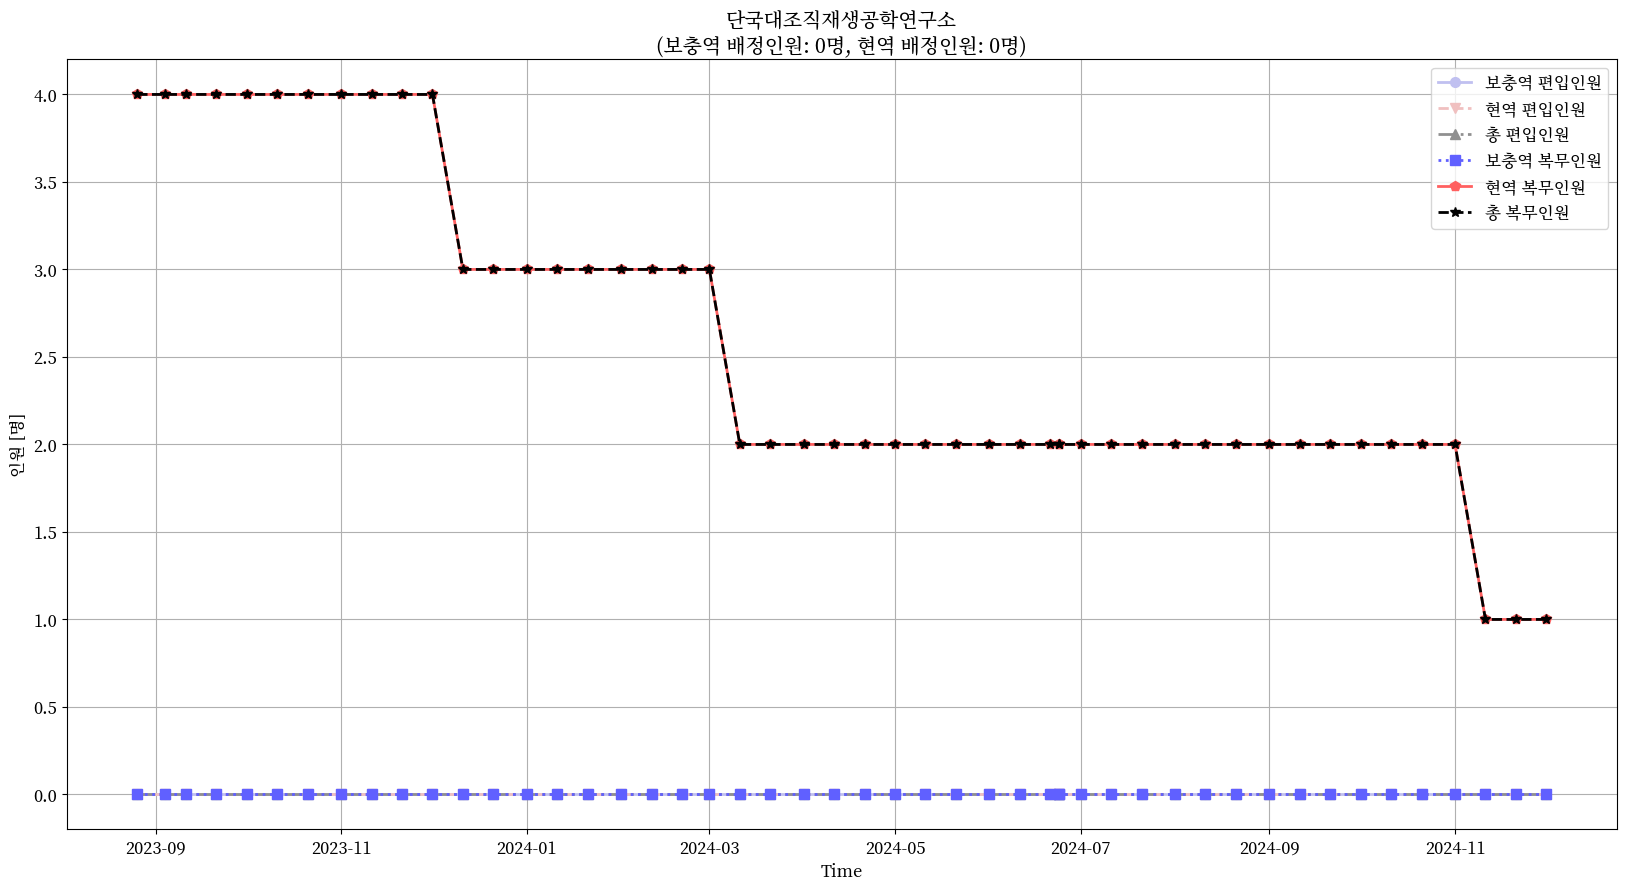 단국대조직재생공학연구소
(보충역 배정인원: 0명, 현역 배정인원: 0명)
보충역 편입인원
현역 편입인원
총 편입인원
보충역 복무인원
현역 복무인원
총 복무인원
인원 [명]
4.0
3.5
3.0
2.5
2.0
1.5
1.0
0.5
0.0
2023-09 2023-11 2024-01 2024-03 2024-05 2024-07 2024-09 2024-11
Time